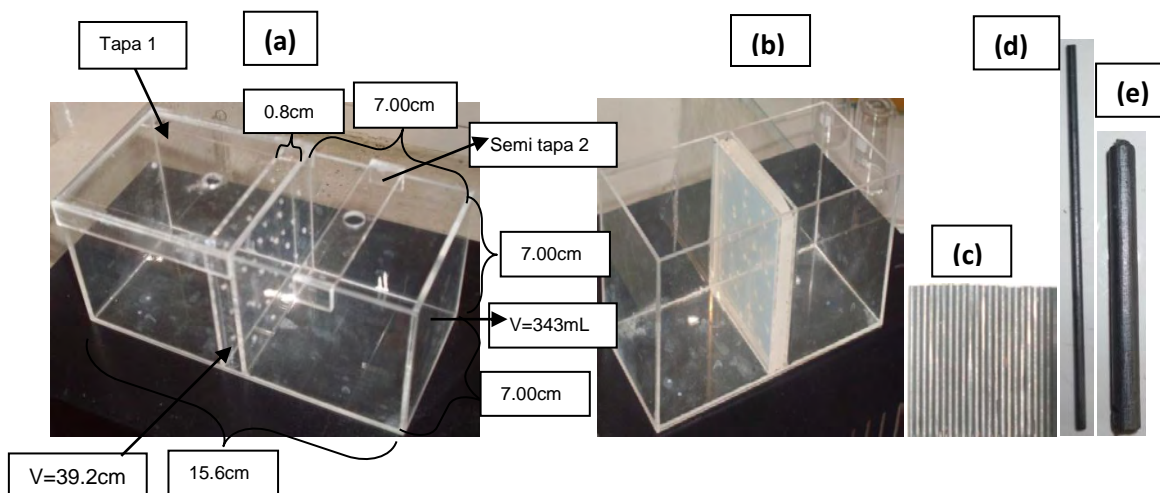 Tapa 1
(a)
(b)
(d)
(e)
0.8cm
7.00cm
Semi tapa 2
7.00cm
(c)
V=343mL
7.00cm
V=39.2cm
15.6cm